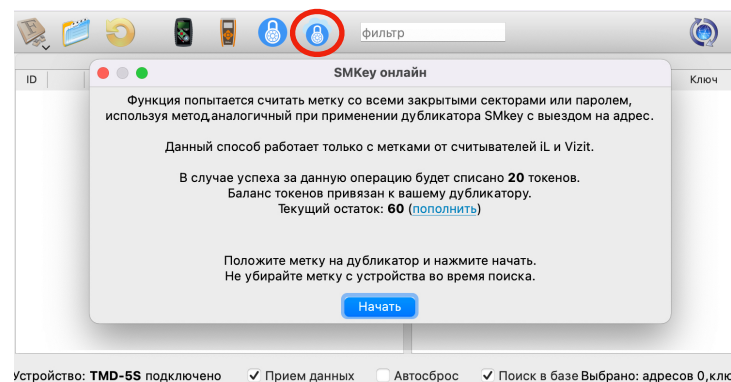 фильтр
ID
Ключ
SMKey онлайн
Функция попытается считать метку со всеми закрытыми секторами или паролем,
используя метод,аналогичный при применении дубликатора SMkey с выездом на адрес.
Данный способ работает только с метками от считывателей iL и Vizit.
В случае успеха за данную операцию будет списано 20 токенов.
Баланс токенов привязан к вашему дубликатору.
Текущий остаток: 60 (пополнить)
Положите метку на дубликатор и нажмите начать.
Не убирайте метку с устройства во время поиска.
Начать
Устройство: TMD-5S подключено Прием данных Автосброс Поиск в базе Выбрано: адресов 0,клю